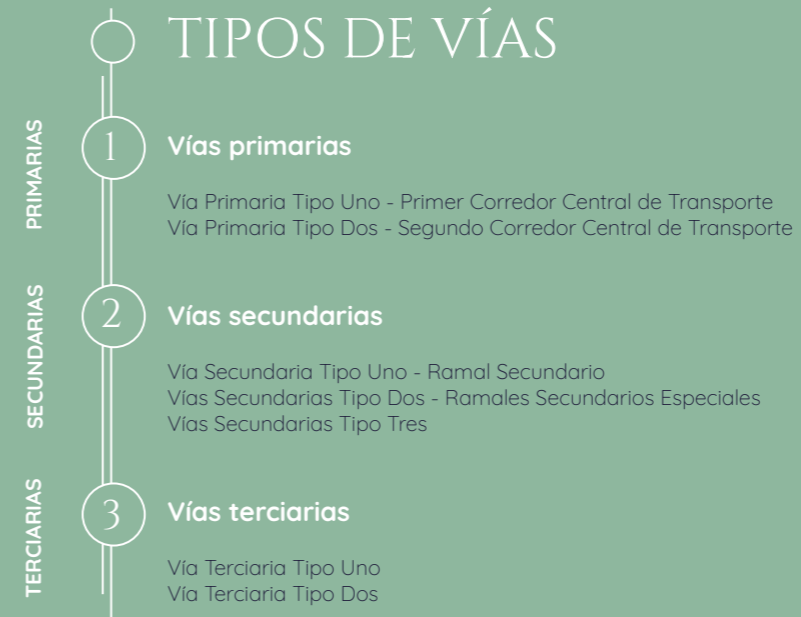 TIPOS DE VÍAS
PRIMARIAS
1
Vías primarias
Vía Primaria Tipo Uno - Primer Corredor Central de Transporte
Vía Primaria Tipo Dos - Segundo Corredor Central de Transporte
SECUNDARIAS
2
Vías secundarias
Vía Secundaria Tipo Uno - Ramal Secundario
Vías Secundarias Tipo Dos - Ramales Secundarios Especiales
Vías Secundarias Tipo Tres
TERCIARIAS
3
Vías terciarias
Vía Terciaria Tipo Uno
Vía Terciaria Tipo Dos